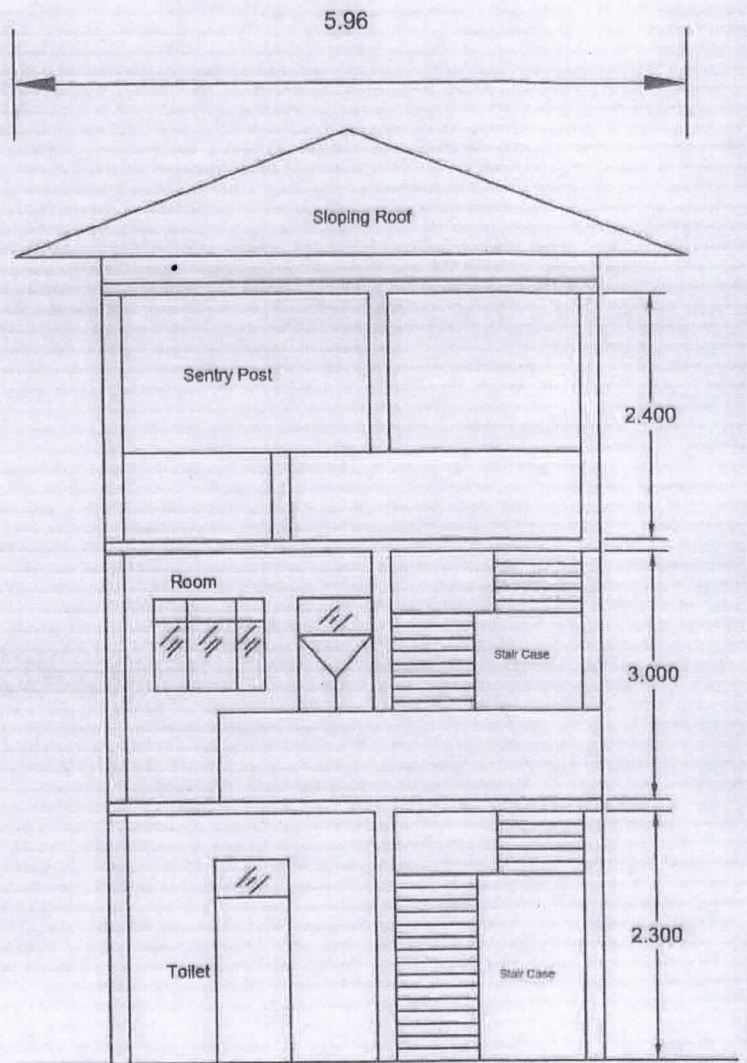 5.96
Sloping Roof
Sentry Post
2.400
Room
Stair Case
3.000
Toilet
Stair Case
2.300